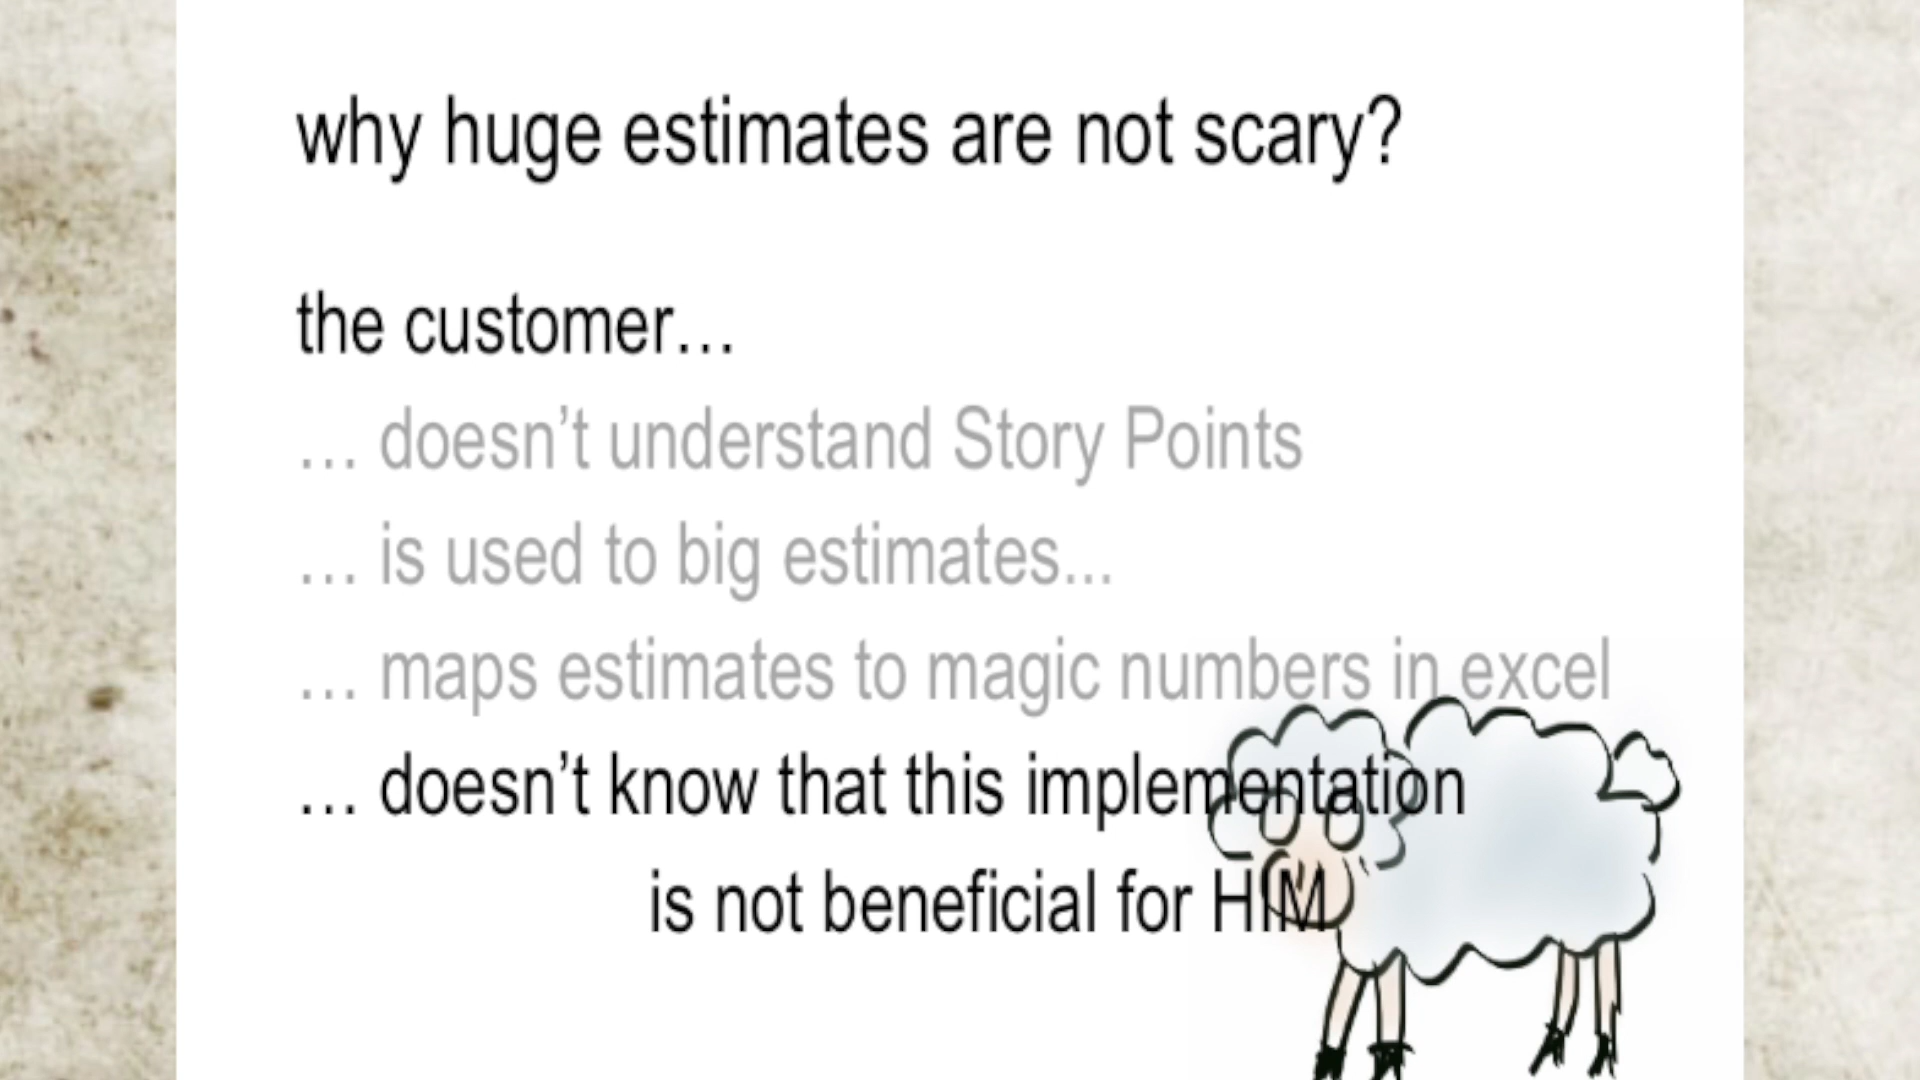 why huge estimates are not scary?
the customer…
… doesn’t understand Story Points
… is used to big estimates...
… maps estimates to magic numbers in excel
… doesn’t know that this implementation
is not beneficial for HIM